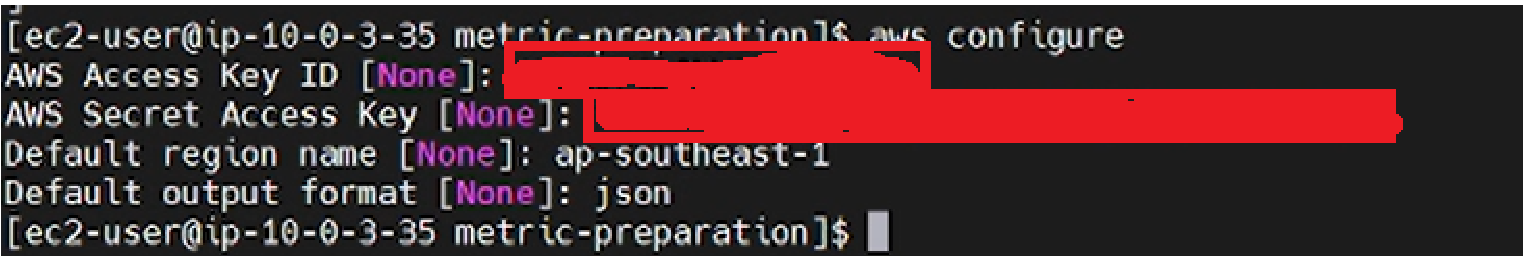 [ec2-user@ip-10-0-3-35 metric-preparation]$ aws configure
AWS Access Key ID [None]:
AWS Secret Access Key [None]:
Default region name [None]: ap-southeast-1
Default output format [None]: json
[ec2-user@ip-10-0-3-35 metric-preparation]$